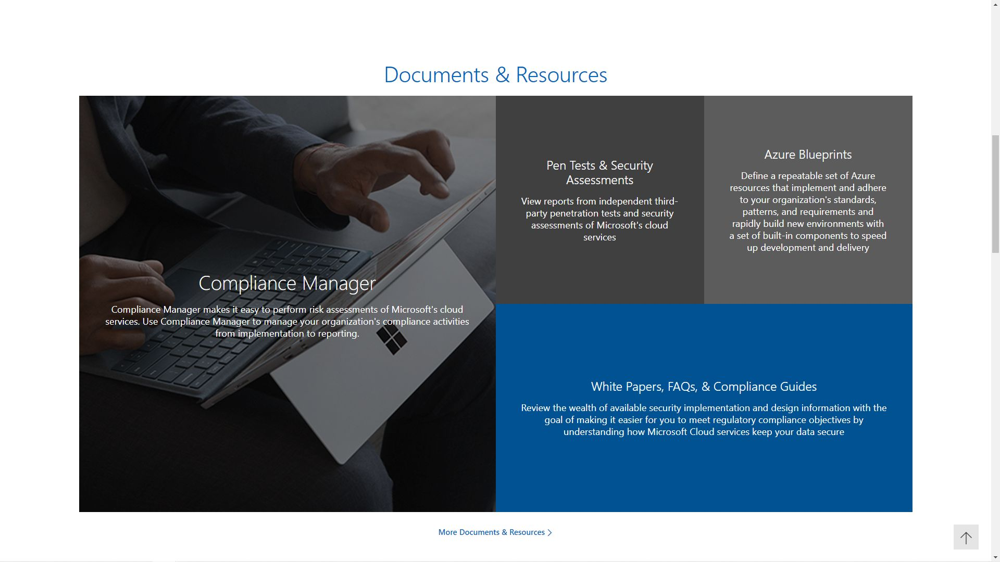 Documents & Resources
Compliance Manager
Compliance Manager makes it easy to perform risk assessments of Microsoft's cloud
services. Use Compliance Manager to manage your organization's compliance activities
from implementation to reporting.
Pen Tests & Security
Assessments
View reports from independent third-
party penetration tests and security
assessments of Microsoft's cloud
services
Azure Blueprints
Define a repeatable set of Azure
resources that implement and adhere
to your organization's standards,
patterns, and requirements and
rapidly build new environments with
a set of built-in components to speed
up development and delivery
White Papers, FAQs, & Compliance Guides
Review the wealth of available security implementation and design information with the
goal of making it easier for you to meet regulatory compliance objectives by
understanding how Microsoft Cloud services keep your data secure
More Documents & Resources